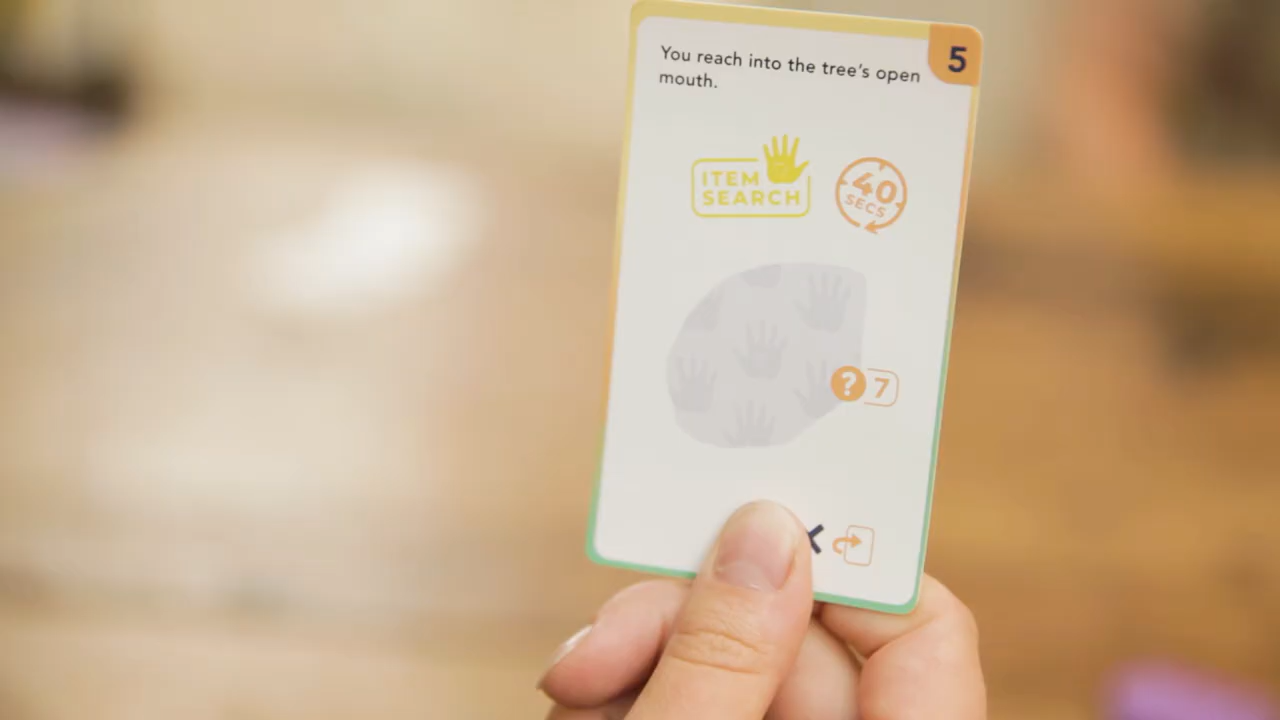 5
You reach into the tree's open
mouth.
ITEM
SEARCH
40
SECS
? 7